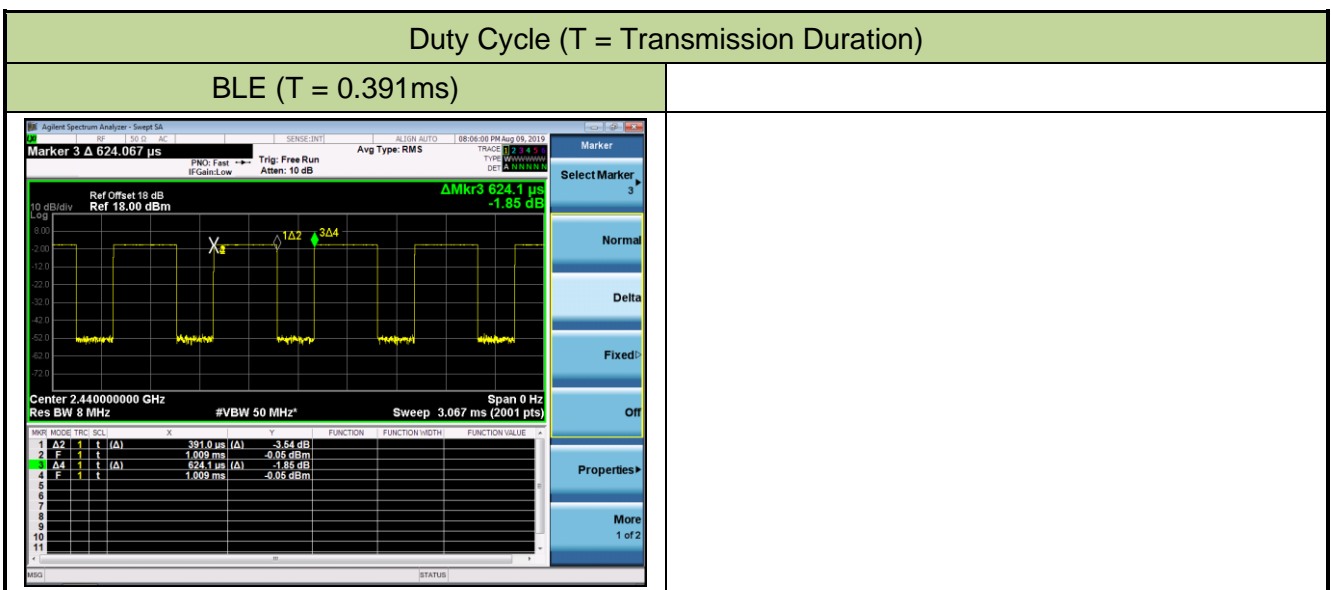 Duty Cycle (T = Transmission Duration)
BLE (T = 0.391ms)
Agilent Spectrum Analyzer - Swept SA
RF 50 Ω AC SENSE:INT ALIGN AUTO 08:06:00 PM Aug 09, 2019
Marker 3 Δ 624.067 µs
PNO: Fast
IFGain:Low
Trig: Free Run
Atten: 10 dB
Avg Type: RMS
TRACE 1 2 3 4 5 6
TYPE WWWWWW
DET A N N N N N
Ref Offset 18 dB
10 dB/div Ref 18.00 dBm
Log
ΔMkr3 624.1 µs
-1.85 dB
8.00
-2.00
-12.0
-22.0
-32.0
-42.0
-52.0
-62.0
-72.0
X
1Δ2
3Δ4
Center 2.440000000 GHz Span 0 Hz
Res BW 8 MHz #VBW 50 MHz* Sweep 3.067 ms (2001 pts)
MKR MODE TRC SCL X Y FUNCTION FUNCTION WIDTH FUNCTION VALUE
1 Δ2 1 t (Δ) 391.0 µs (Δ) -3.54 dB
2 F 1 t 1.009 ms -0.05 dBm
3 Δ4 1 t (Δ) 624.1 µs (Δ) -1.85 dB
4 F 1 t 1.009 ms -0.05 dBm
5
6
7
8
9
10
11
MSG STATUS
Marker
Select Marker
3
Normal
Delta
Fixed
Off
Properties
More
1 of 2